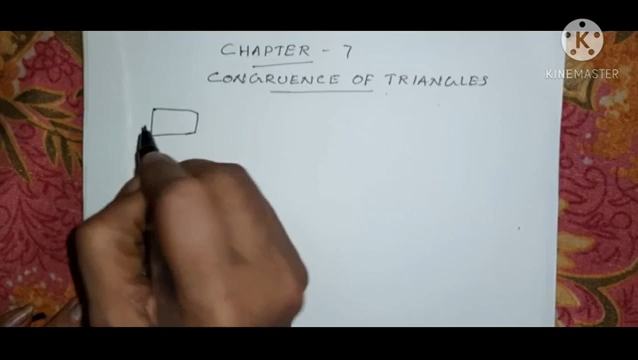 CHAPTER - 7
CONGRUENCE OF TRIANGLES
K
KINEMASTER